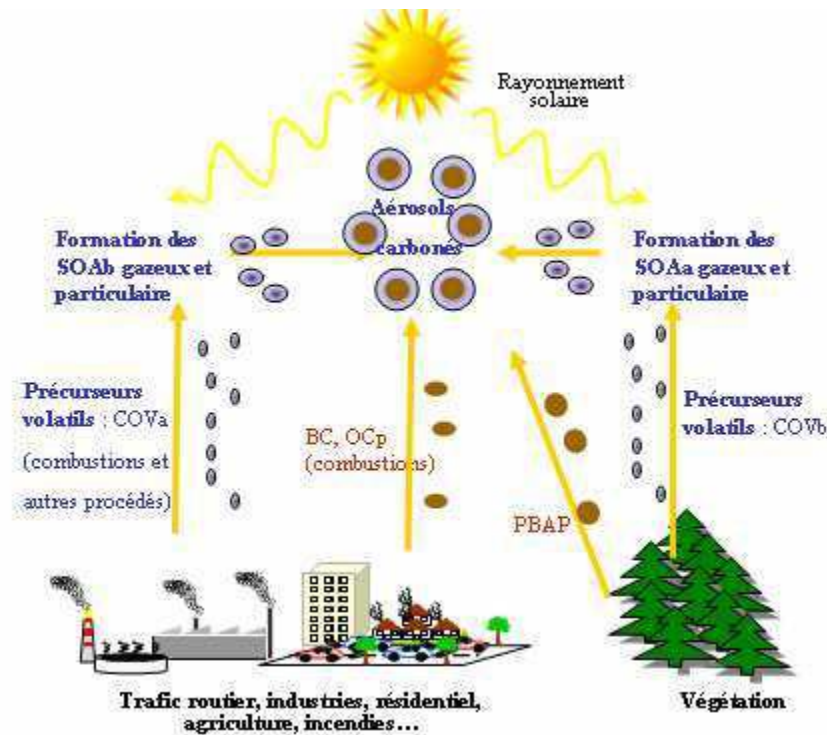 Rayonnement
solaire
Aérosols
carbonés
Formation des
SOAb gazeux et
particulaire
Formation des
SOAa gazeux et
particulaire
Précurseurs
volatils : COVa
(combustions et
autres procédés)
BC, OCp
(combustions)
PBAP
Précurseurs
volatils : COVb
Trafic routier, industries, résidentiel,
agriculture, incendies...
Végétation